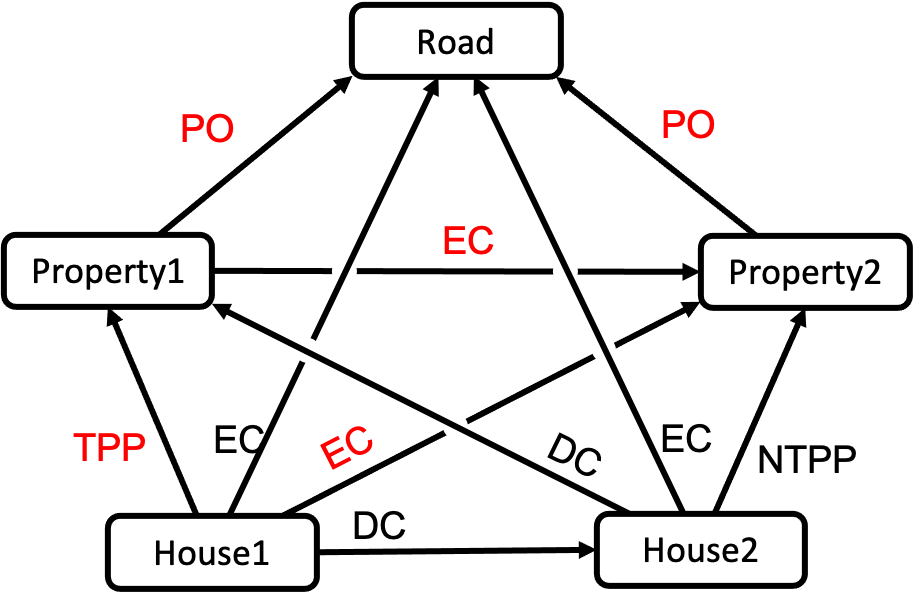 Road
PO
PO
EC
Property1
Property2
TPP
EC
EC
DC
EC
NTPP
DC
House1
House2